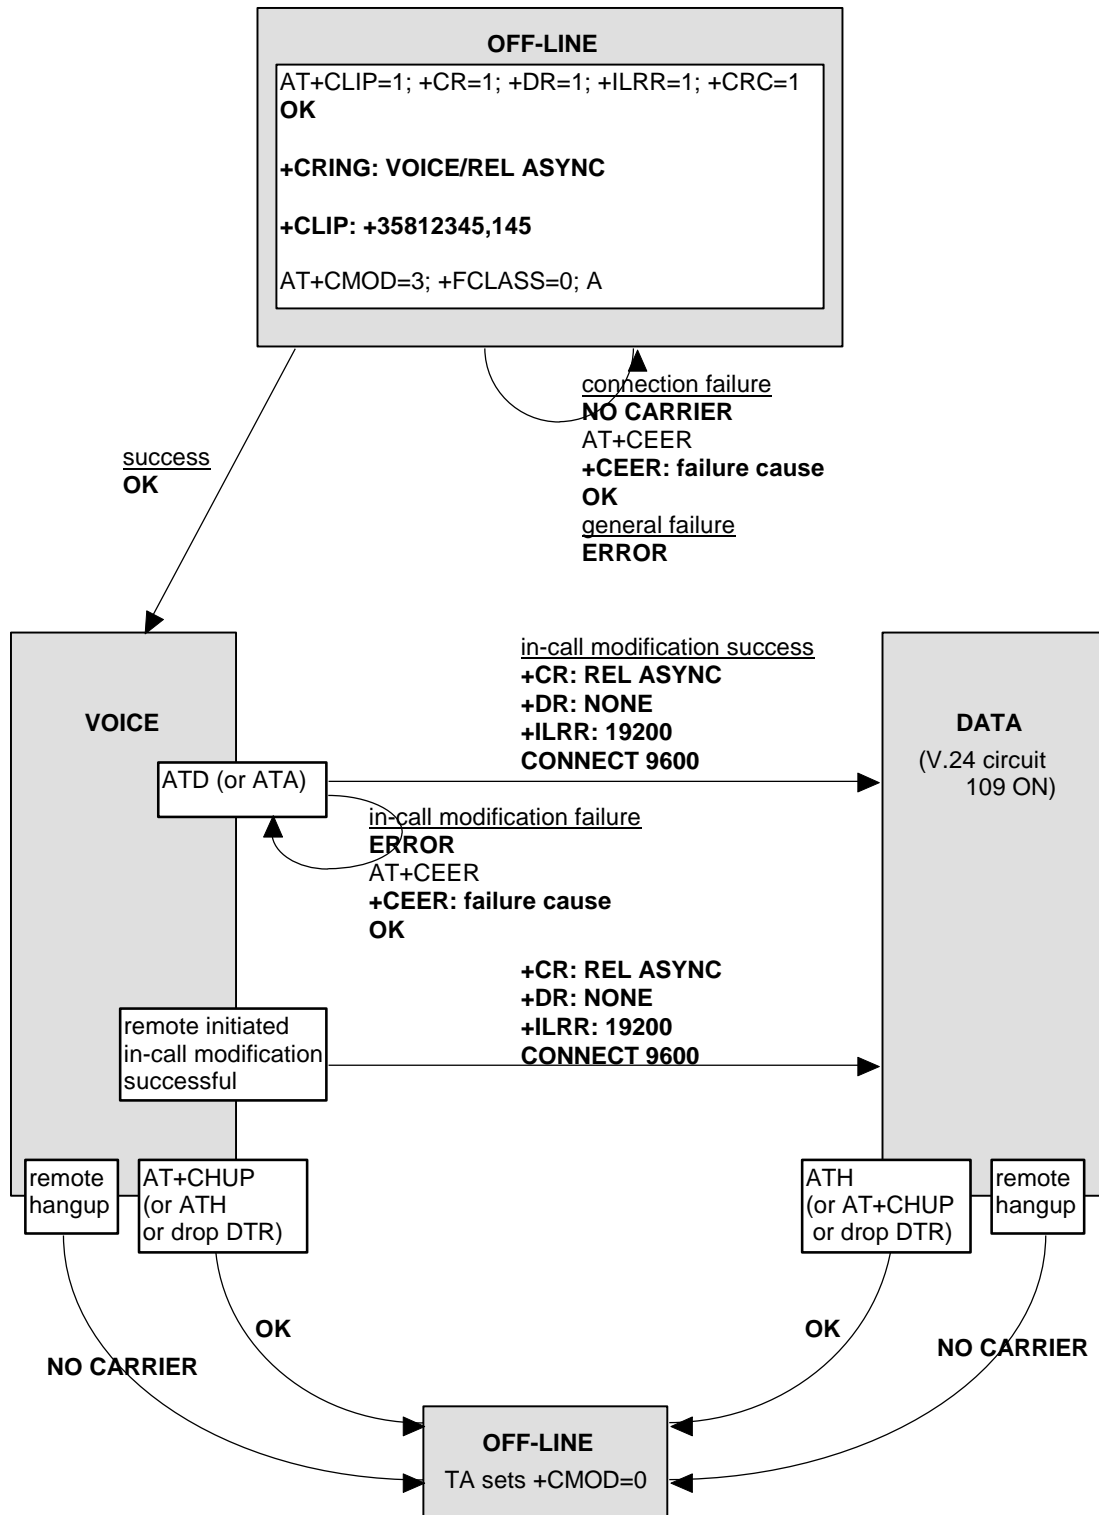 OFF-LINE
AT+CLIP=1; +CR=1; +DR=1; +ILRR=1; +CRC=1
OK
+CRING: VOICE/REL ASYNC
+CLIP: +35812345,145
AT+CMOD=3; +FCLASS=0; A
connection failure
NO CARRIER
AT+CEER
+CEER: failure cause
OK
general failure
ERROR
success
OK
VOICE
in-call modification success
+CR: REL ASYNC
+DR: NONE
+ILRR: 19200
CONNECT 9600
DATA
(V.24 circuit
109 ON)
ATD (or ATA)
in-call modification failure
ERROR
AT+CEER
+CEER: failure cause
OK
+CR: REL ASYNC
+DR: NONE
+ILRR: 19200
CONNECT 9600
remote initiated
in-call modification
successful
remote
hangup
AT+CHUP
(or ATH
or drop DTR)
ATH
(or AT+CHUP
or drop DTR)
remote
hangup
OK
NO CARRIER
OK
NO CARRIER
OFF-LINE
TA sets +CMOD=0